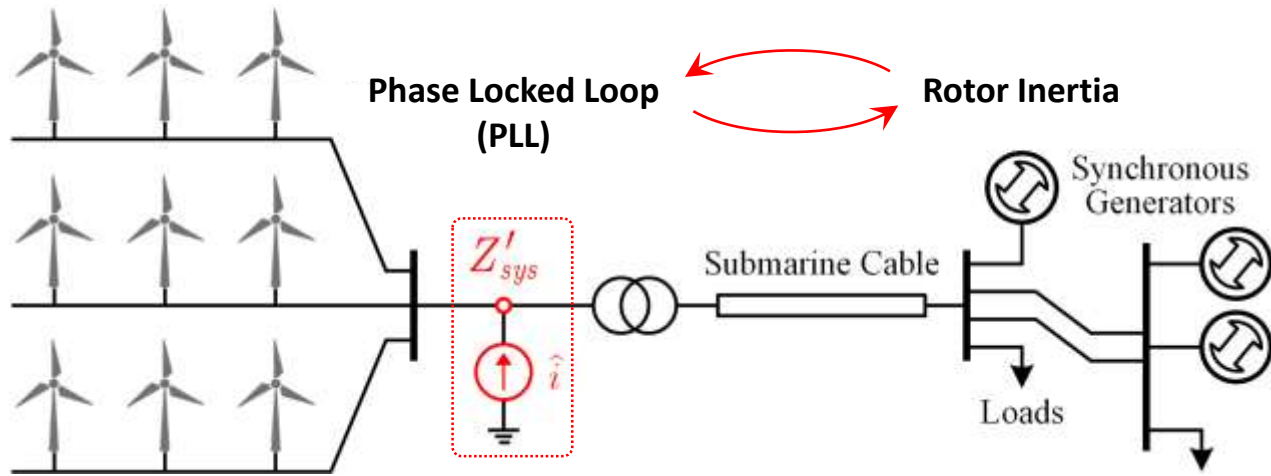 Phase Locked Loop
(PLL)
Rotor Inertia
Synchronous
Generators
Z'sys
Submarine Cable
î
Loads